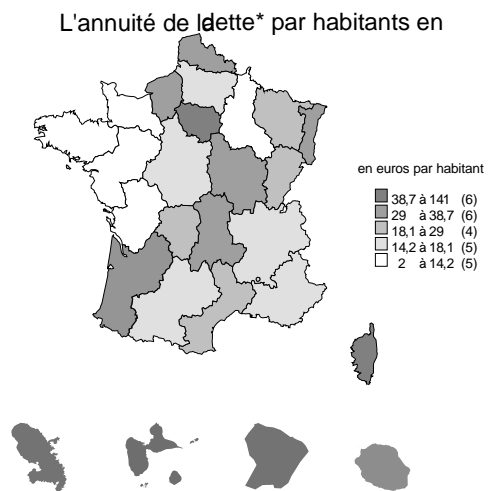 L'annuité de la dette* par habitants en
en euros par habitant
38,7 à 141 (6)
29 à 38,7 (6)
18,1 à 29 (4)
14,2 à 18,1 (5)
2 à 14,2 (5)